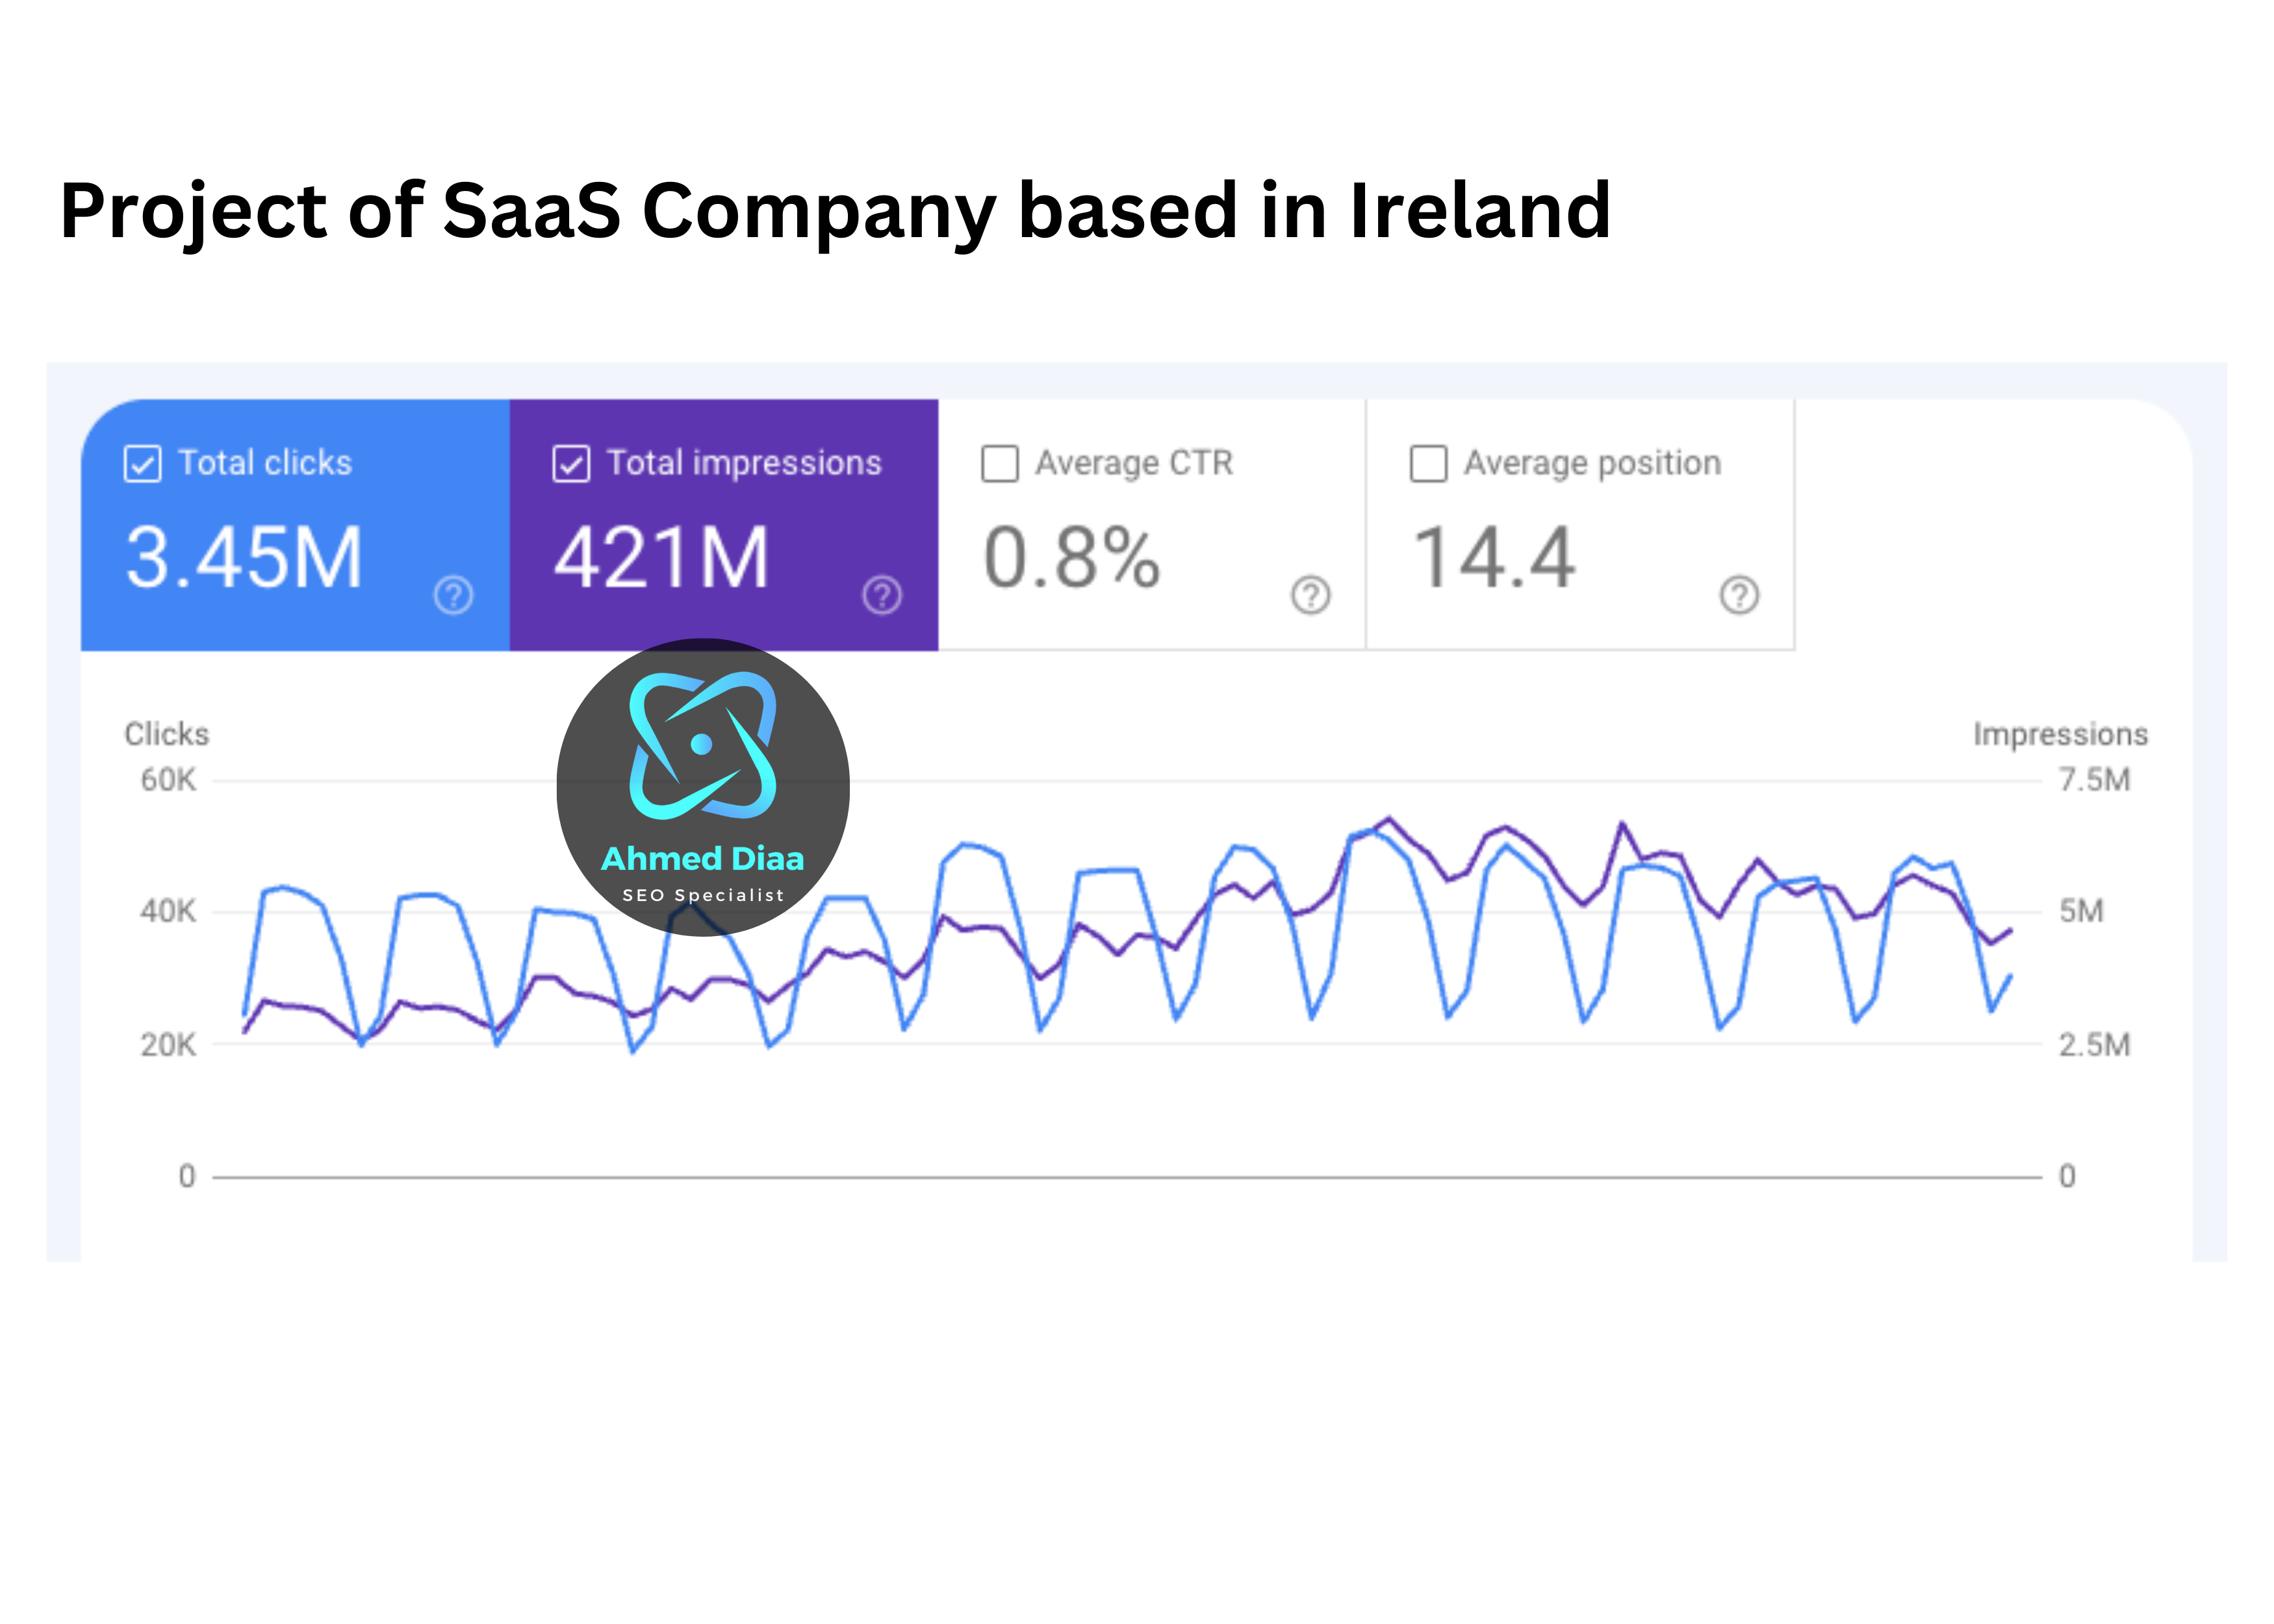 Project of SaaS Company based in Ireland
Total clicks
3.45M
Total impressions
421M
Average CTR
0.8%
Average position
14.4
Ahmed Diaa
SEO Specialist
Clicks
Impressions
60K
7.5M
40K
5M
20K
2.5M
0
0